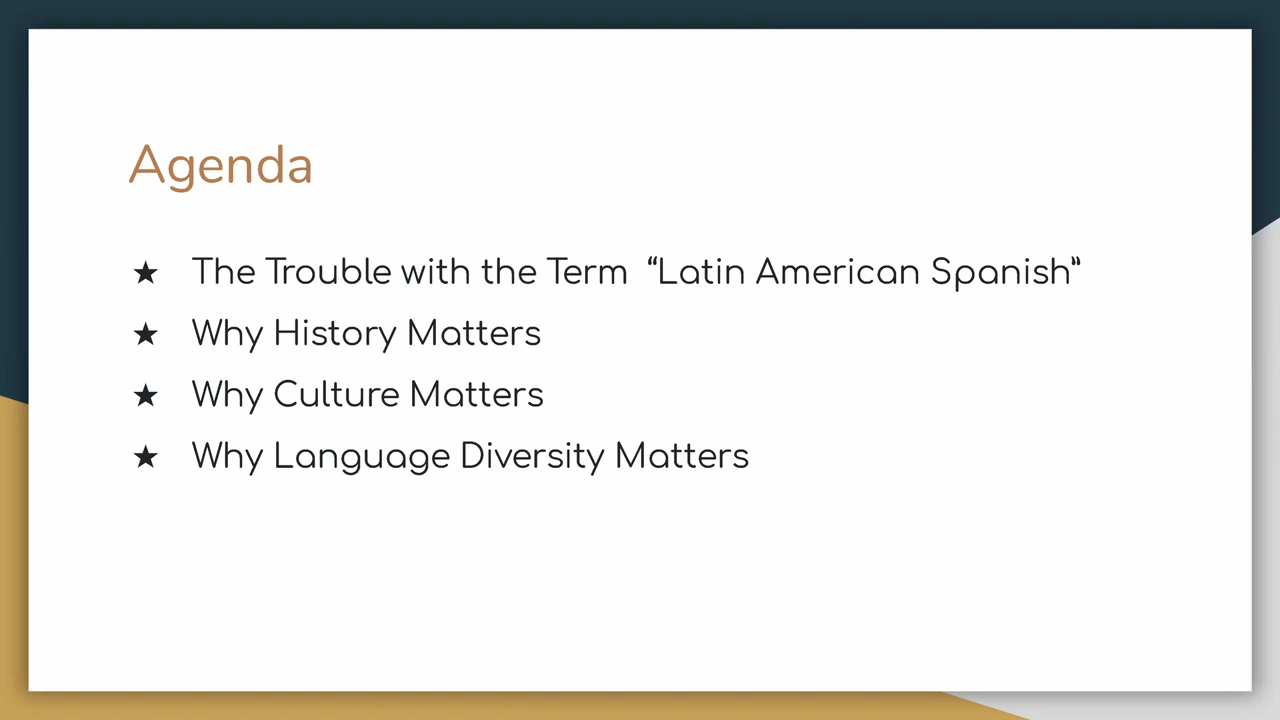 Agenda
★ The Trouble with the Term “Latin American Spanish”
★ Why History Matters
★ Why Culture Matters
★ Why Language Diversity Matters